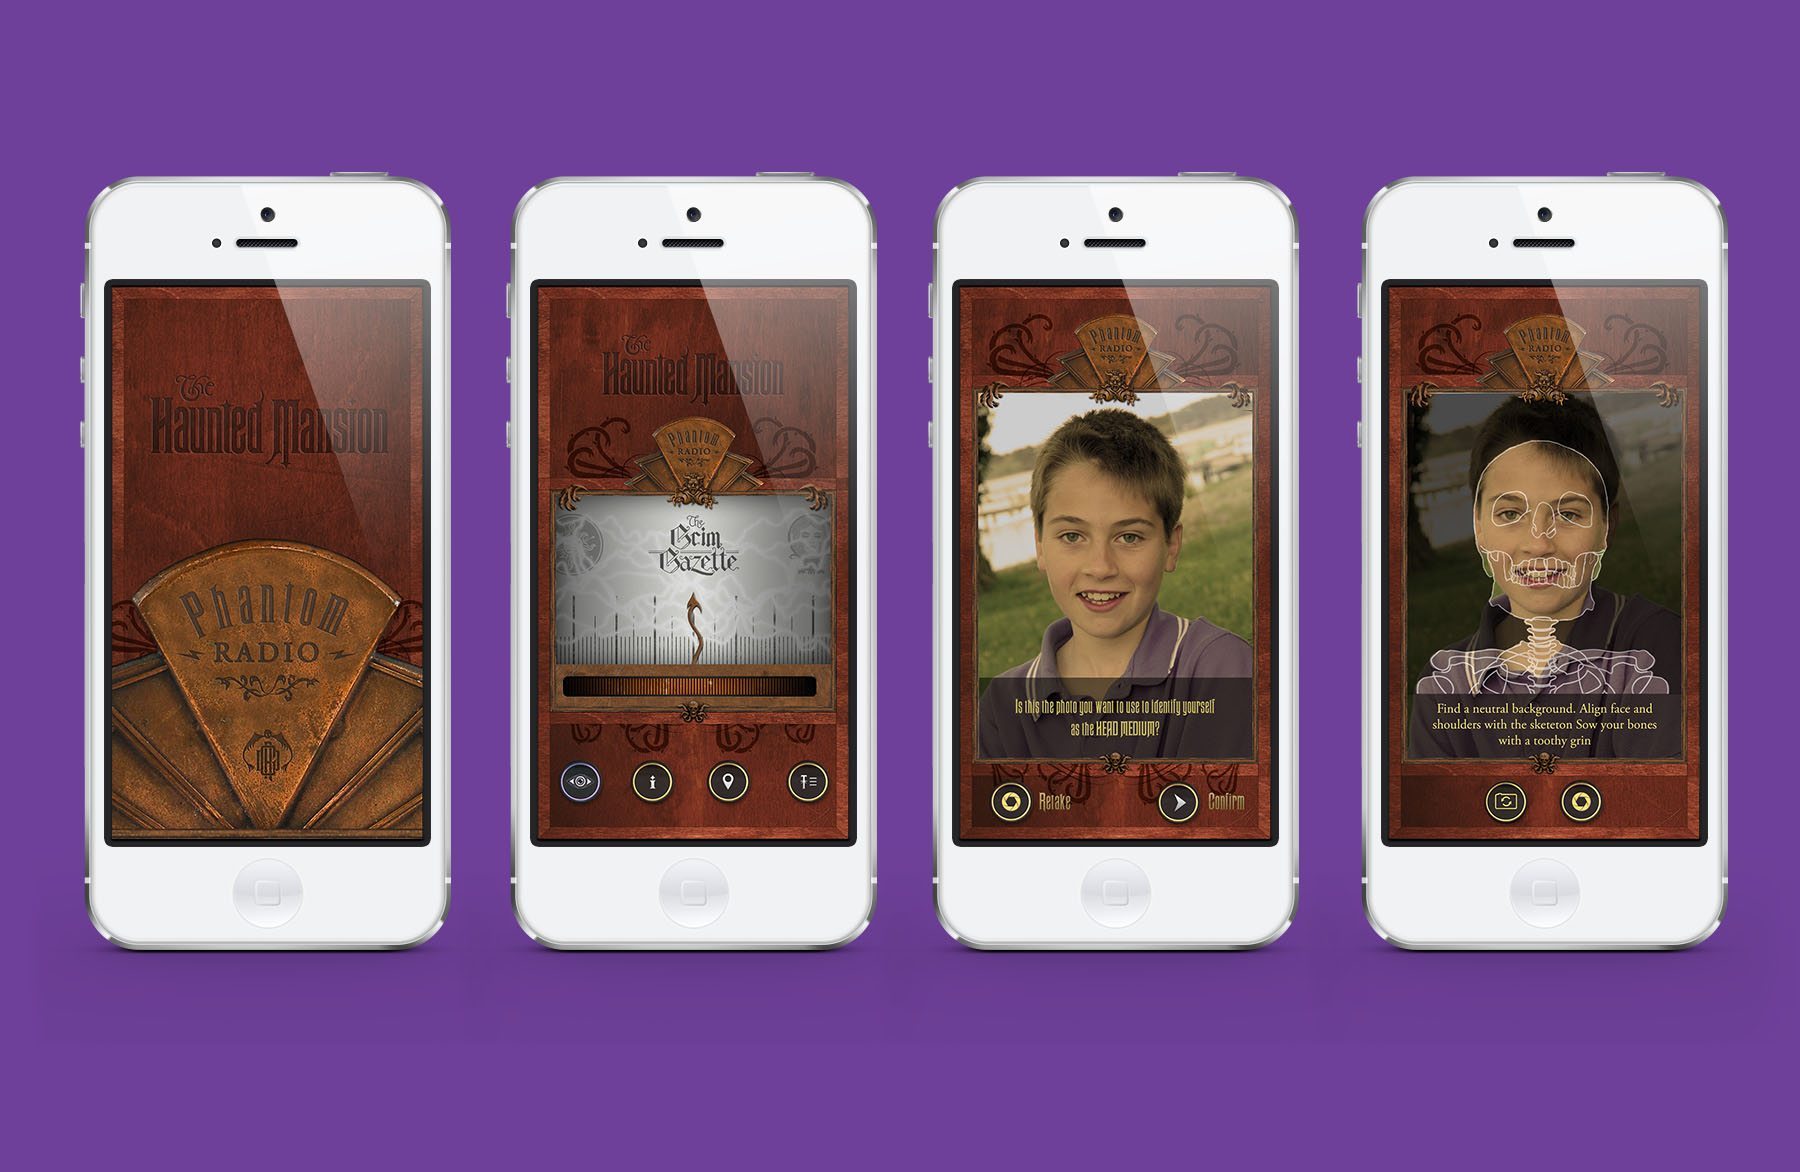 The
Haunted Mansion
Phantom
RADIO
The
Haunted Mansion
Phantom
RADIO
The
Grim
Gazette
Phantom
RADIO
Is this the photo you want to use to identify yourself
as the HEAD MEDIUM?
Retake
Confirm
Phantom
RADIO
Find a neutral background. Align face and
shoulders with the sketeton Sow your bones
with a toothy grin